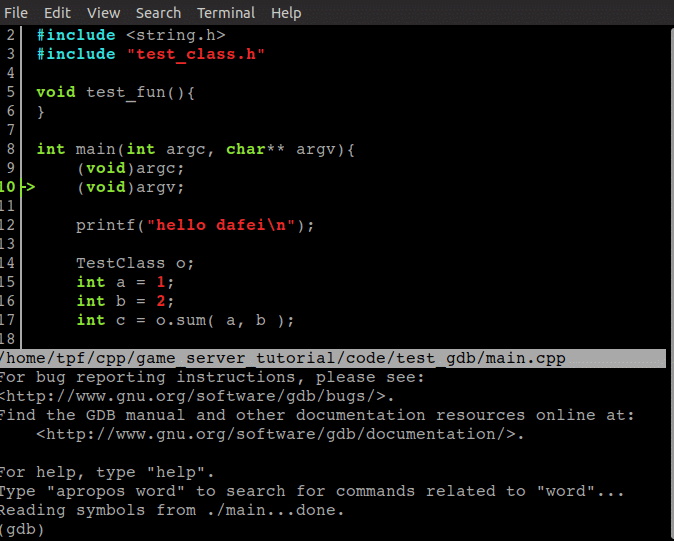 File Edit View Search Terminal Help
2 #include <string.h>
3 #include "test_class.h"
4
5 void test_fun(){
6 }
7
8 int main(int argc, char** argv){
9 (void)argc;
10-> (void)argv;
11
12 printf("hello dafei\n");
13
14 TestClass o;
15 int a = 1;
16 int b = 2;
17 int c = o.sum( a, b );
18
/home/tpf/cpp/game_server_tutorial/code/test_gdb/main.cpp
For bug reporting instructions, please see:
<http://www.gnu.org/software/gdb/bugs/>.
Find the GDB manual and other documentation resources online at:
<http://www.gnu.org/software/gdb/documentation/>.
For help, type "help".
Type "apropos word" to search for commands related to "word"...
Reading symbols from ./main...done.
(gdb)